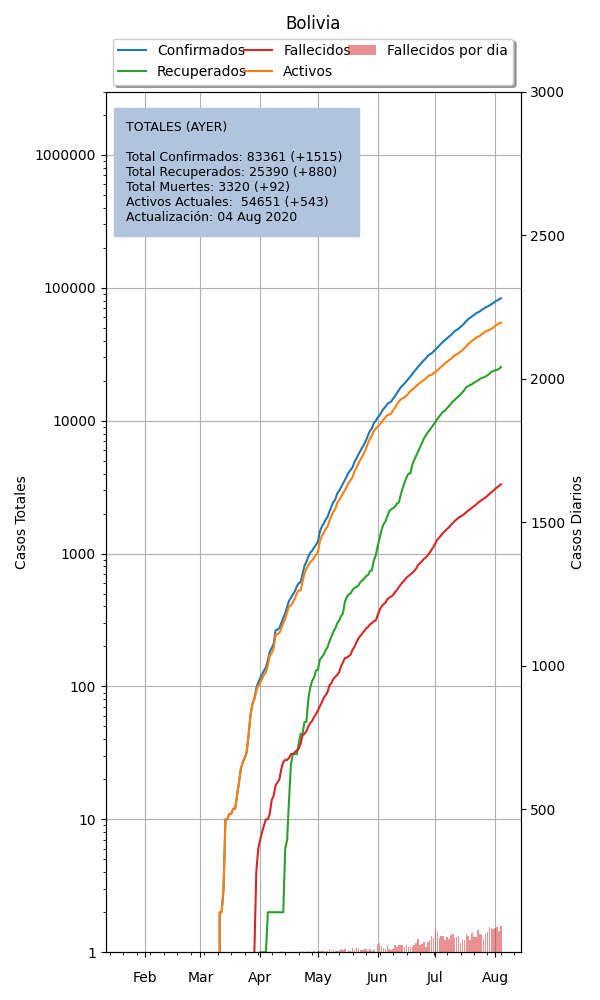 Bolivia
Confirmados Fallecidos Fallecidos por dia
Recuperados Activos
TOTALES (AYER)
Total Confirmados: 83361 (+1515)
Total Recuperados: 25390 (+880)
Total Muertes: 3320 (+92)
Activos Actuales:  54651 (+543)
Actualización: 04 Aug 2020
Casos Totales
1000000
100000
10000
1000
100
10
1
3000
2500
2000
1500
1000
500
Casos Diarios
Feb Mar Apr May Jun Jul Aug